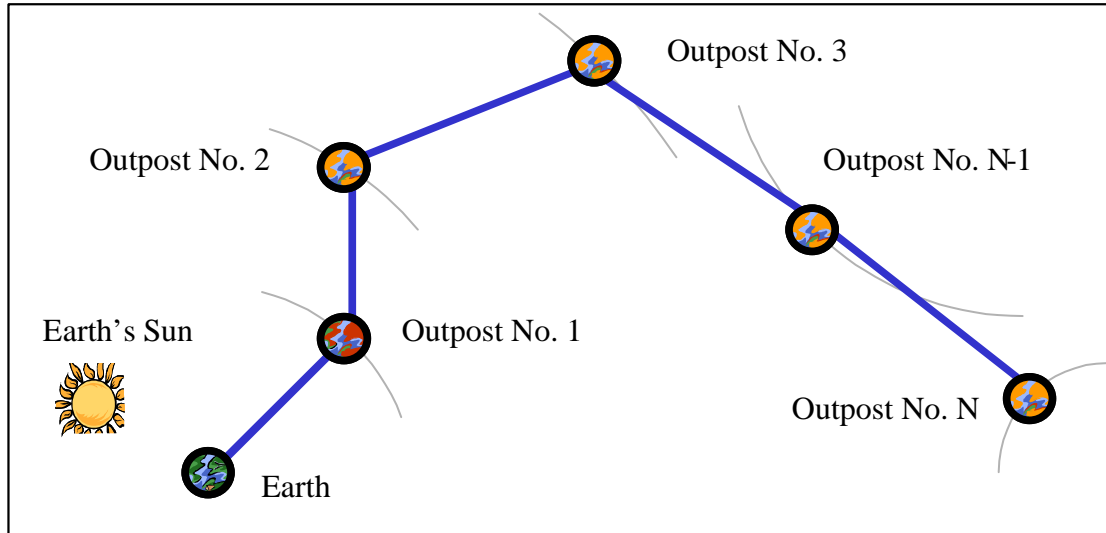 Outpost No. 3
Outpost No. 2
Outpost No. N-1
Earth’s Sun
Outpost No. 1
Outpost No. N
Earth